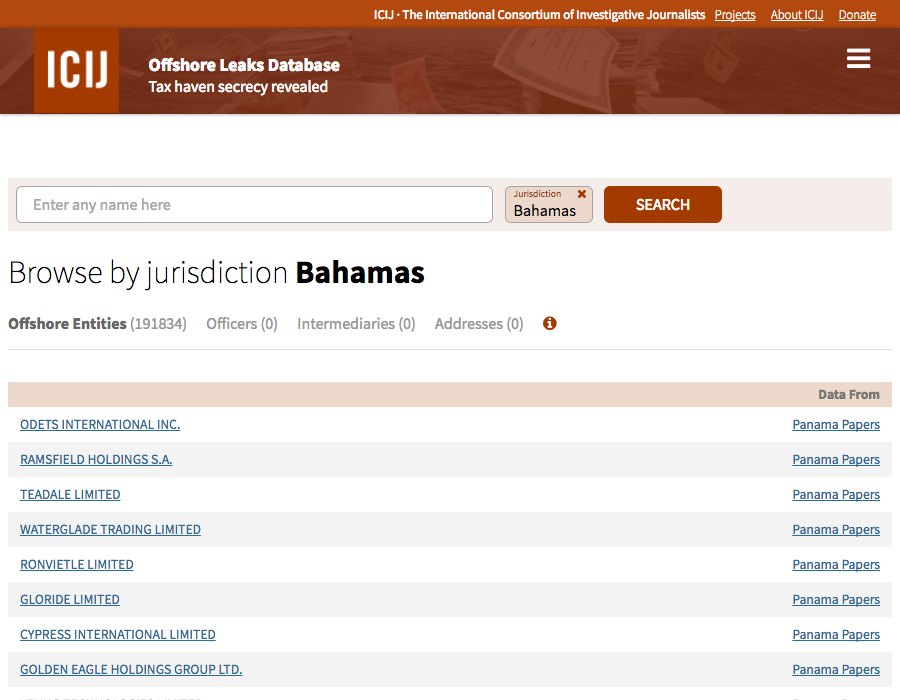 ICIJ · The International Consortium of Investigative Journalists Projects About ICIJ Donate
ICIJ
Offshore Leaks Database
Tax haven secrecy revealed
Enter any name here
Jurisdiction
Bahamas
SEARCH
Browse by jurisdiction Bahamas
Offshore Entities (191834) Officers (0) Intermediaries (0) Addresses (0)
Data From
ODETS INTERNATIONAL INC. Panama Papers
RAMSFIELD HOLDINGS S.A. Panama Papers
TEADALE LIMITED Panama Papers
WATERGLADE TRADING LIMITED Panama Papers
RONVIETLE LIMITED Panama Papers
GLORIDE LIMITED Panama Papers
CYPRESS INTERNATIONAL LIMITED Panama Papers
GOLDEN EAGLE HOLDINGS GROUP LTD. Panama Papers